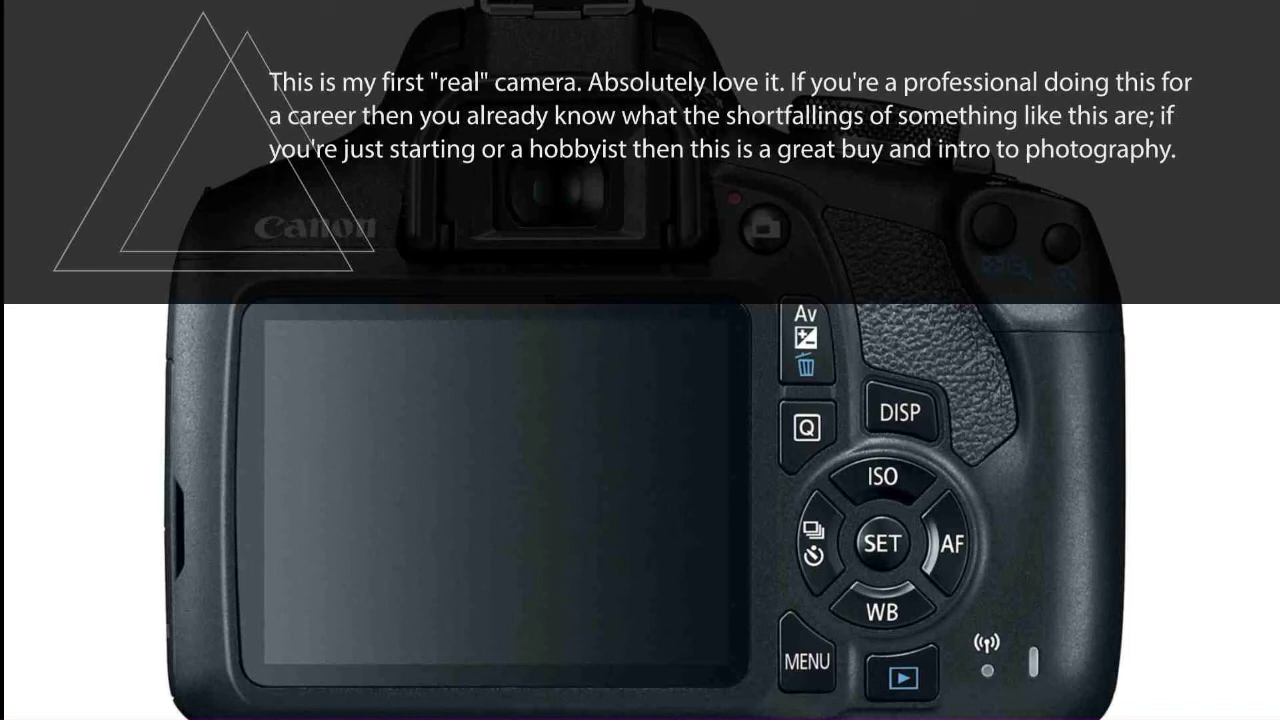 This is my first "real" camera. Absolutely love it. If you're a professional doing this for
a career then you already know what the shortfallings of something like this are; if
you're just starting or a hobbyist then this is a great buy and intro to photography.
Canon
Av
Q
DISP
ISO
SET
AF
WB
MENU